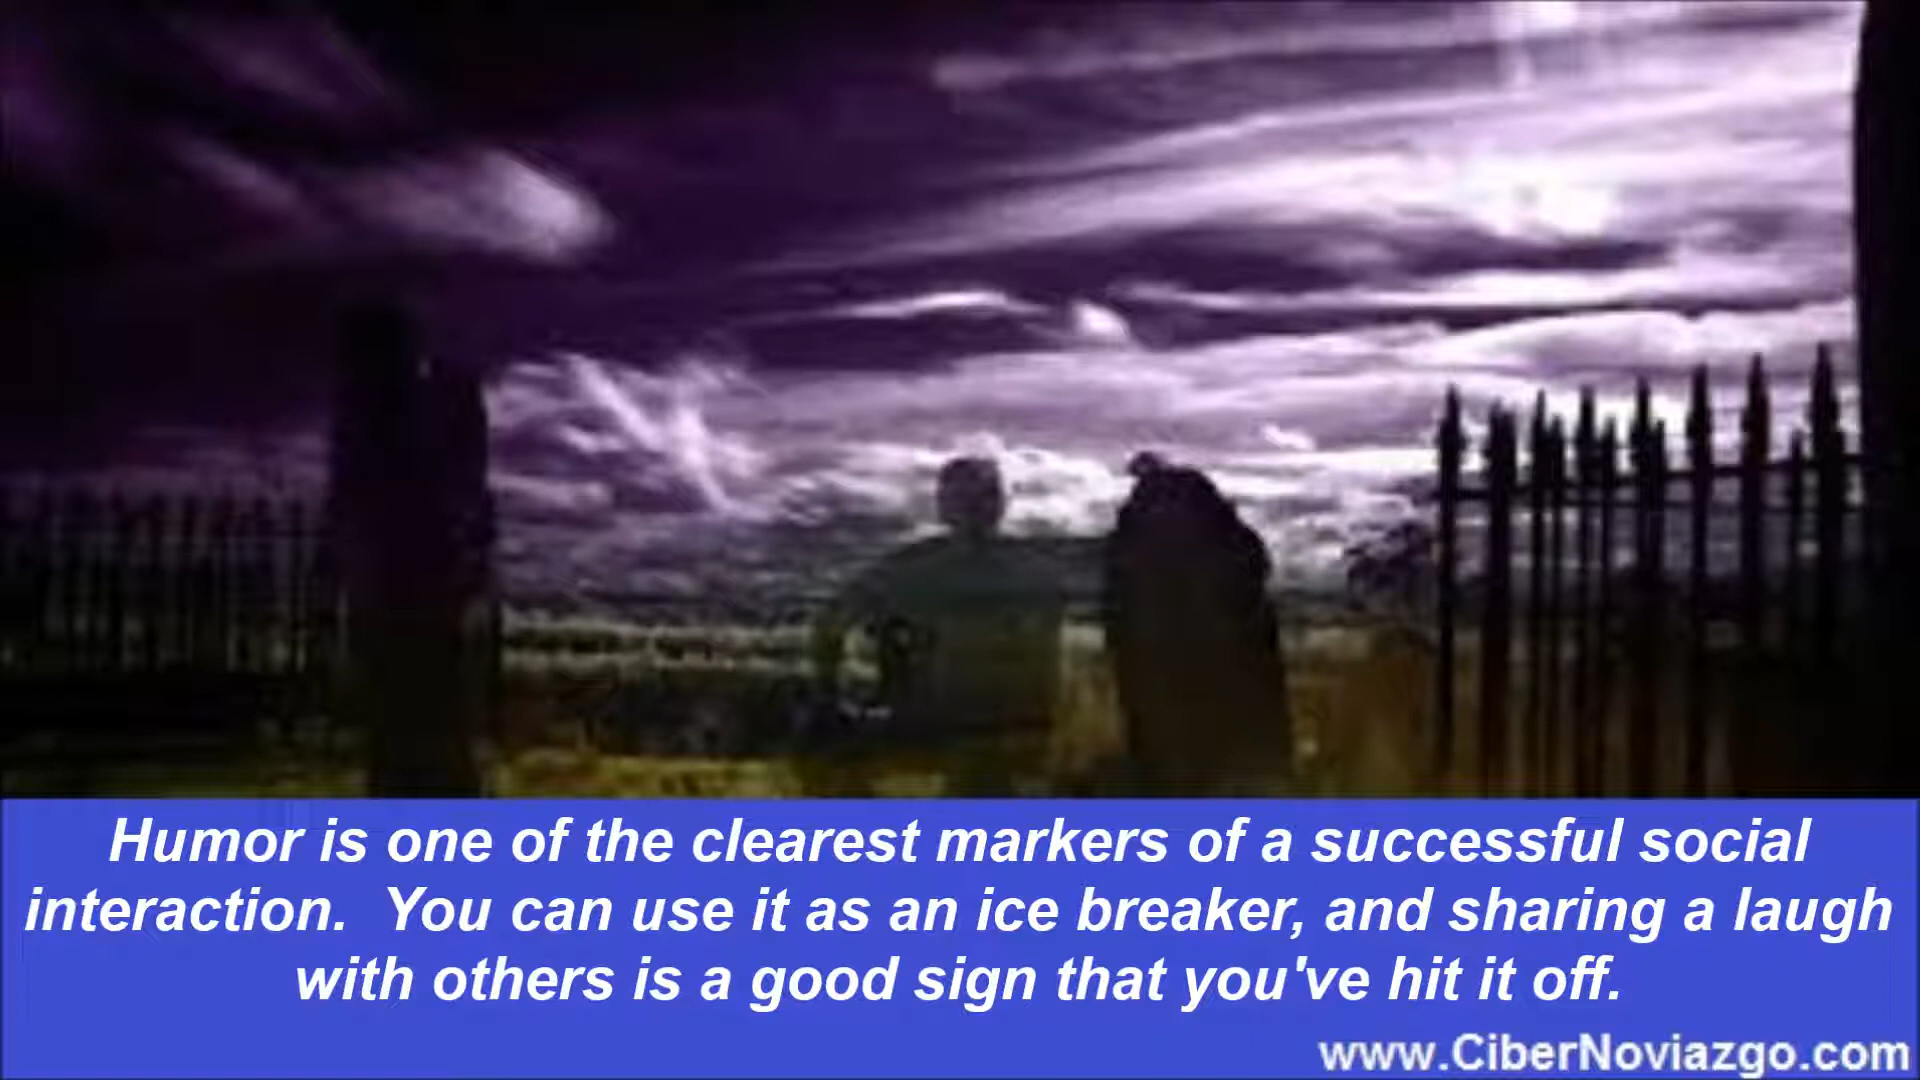 Humor is one of the clearest markers of a successful social
interaction.  You can use it as an ice breaker, and sharing a laugh
with others is a good sign that you've hit it off.
www.CiberNoviazgo.com